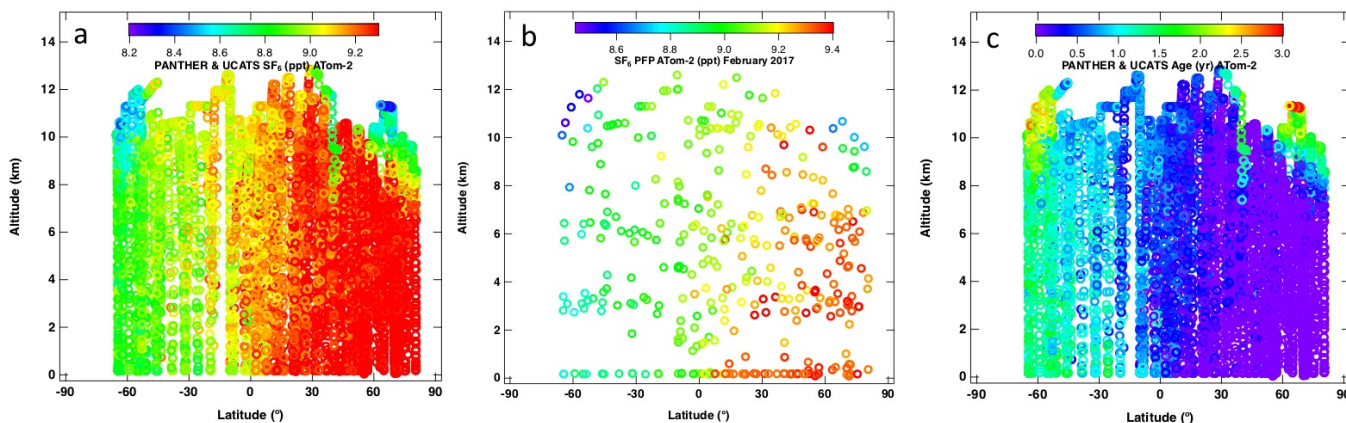 a
8.2 8.4 8.6 8.8 9.0 9.2
PANTHER & UCATS SF6 (ppt) ATom-2
14
12
10
8
6
4
2
0
Altitude (km)
-90 -60 -30 0 30 60 90
Latitude (º)
b
8.6 8.8 9.0 9.2 9.4
SF6 PFP ATom-2 (ppt) February 2017
14
12
10
8
6
4
2
0
Altitude (km)
-90 -60 -30 0 30 60 90
Latitude (°)
c
0.0 0.5 1.0 1.5 2.0 2.5 3.0
PANTHER & UCATS Age (yr) ATom-2
14
12
10
8
6
4
2
0
Altitude (km)
-90 -60 -30 0 30 60 90
Latitude (º)